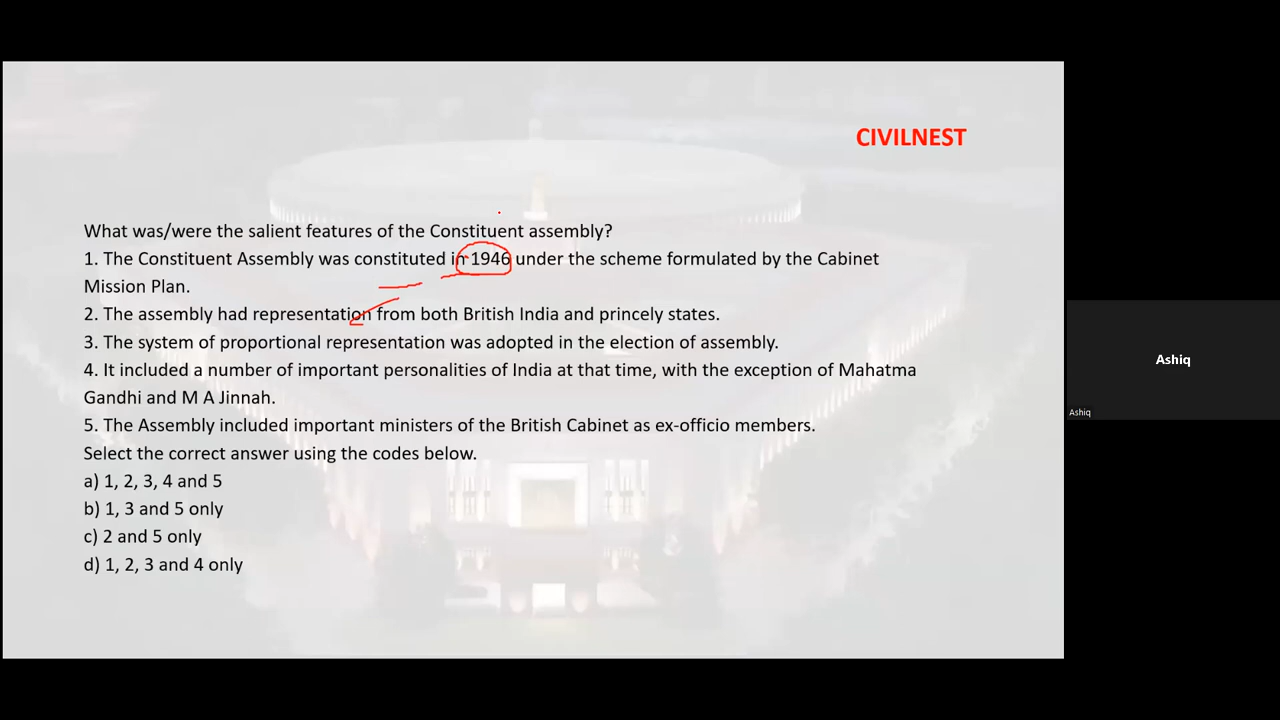 CIVILNEST
What was/were the salient features of the Constituent assembly?
1. The Constituent Assembly was constituted in 1946 under the scheme formulated by the Cabinet
Mission Plan.
2. The assembly had representation from both British India and princely states.
3. The system of proportional representation was adopted in the election of assembly.
4. It included a number of important personalities of India at that time, with the exception of Mahatma
Gandhi and M A Jinnah.
5. The Assembly included important ministers of the British Cabinet as ex-officio members.
Select the correct answer using the codes below.
a) 1, 2, 3, 4 and 5
b) 1, 3 and 5 only
c) 2 and 5 only
d) 1, 2, 3 and 4 only
Ashiq
Ashiq